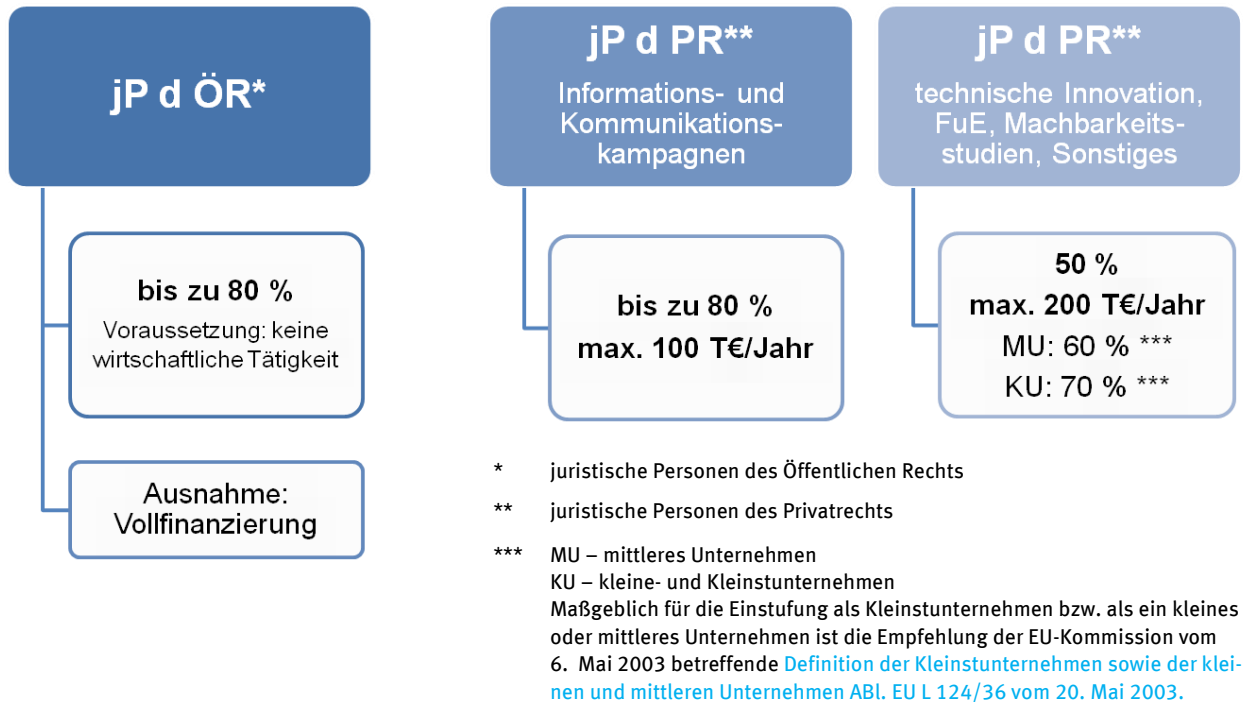 jP d ÖR*
bis zu 80 %
Voraussetzung: keine
wirtschaftliche Tätigkeit
Ausnahme:
Vollfinanzierung
jP d PR**
Informations- und
Kommunikations-
kampagnen
bis zu 80 %
max. 100 T€/Jahr
jP d PR**
technische Innovation,
FuE, Machbarkeits-
studien, Sonstiges
50 %
max. 200 T€/Jahr
MU: 60 % ***
KU: 70 % ***
* juristische Personen des Öffentlichen Rechts
** juristische Personen des Privatrechts
*** MU – mittleres Unternehmen
KU – kleine- und Kleinstunternehmen
Maßgeblich für die Einstufung als Kleinstunternehmen bzw. als ein kleines
oder mittleres Unternehmen ist die Empfehlung der EU-Kommission vom
6. Mai 2003 betreffende Definition der Kleinstunternehmen sowie der klei-
nen und mittleren Unternehmen ABl. EU L 124/36 vom 20. Mai 2003.